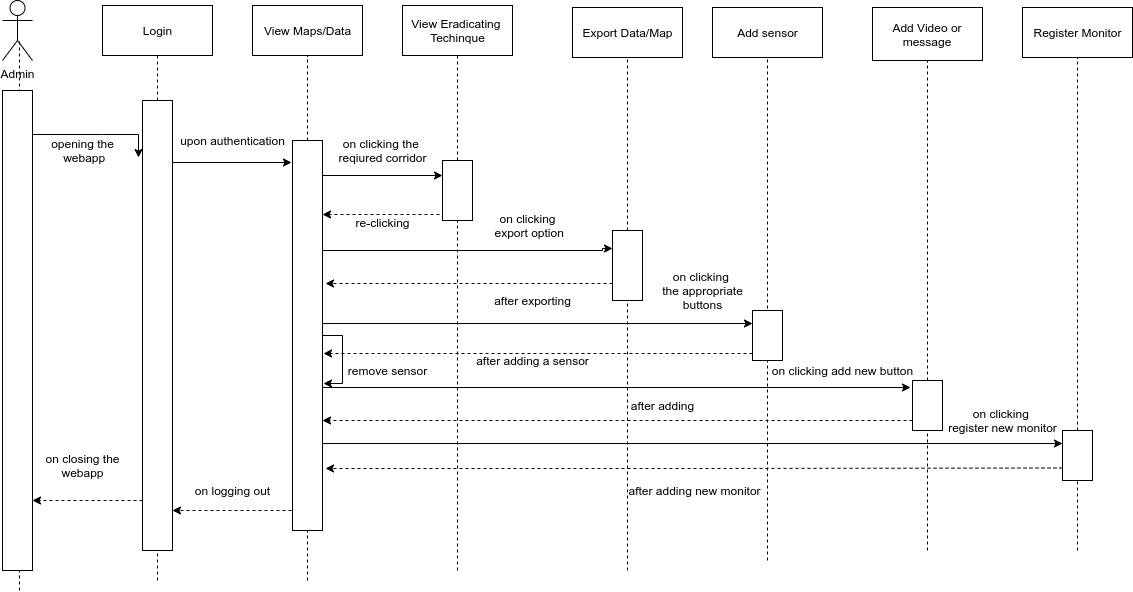 Admin
Login
View Maps/Data
View Eradicating
Techinque
Export Data/Map
Add sensor
Add Video or
message
Register Monitor
opening the
webapp
upon authentication
on clicking the
reqiured corridor
re-clicking
on clicking
export option
after exporting
on clicking
the appropriate
buttons
after adding a sensor
remove sensor
on clicking add new button
after adding
on clicking
register new monitor
after adding new monitor
on logging out
on closing the
webapp